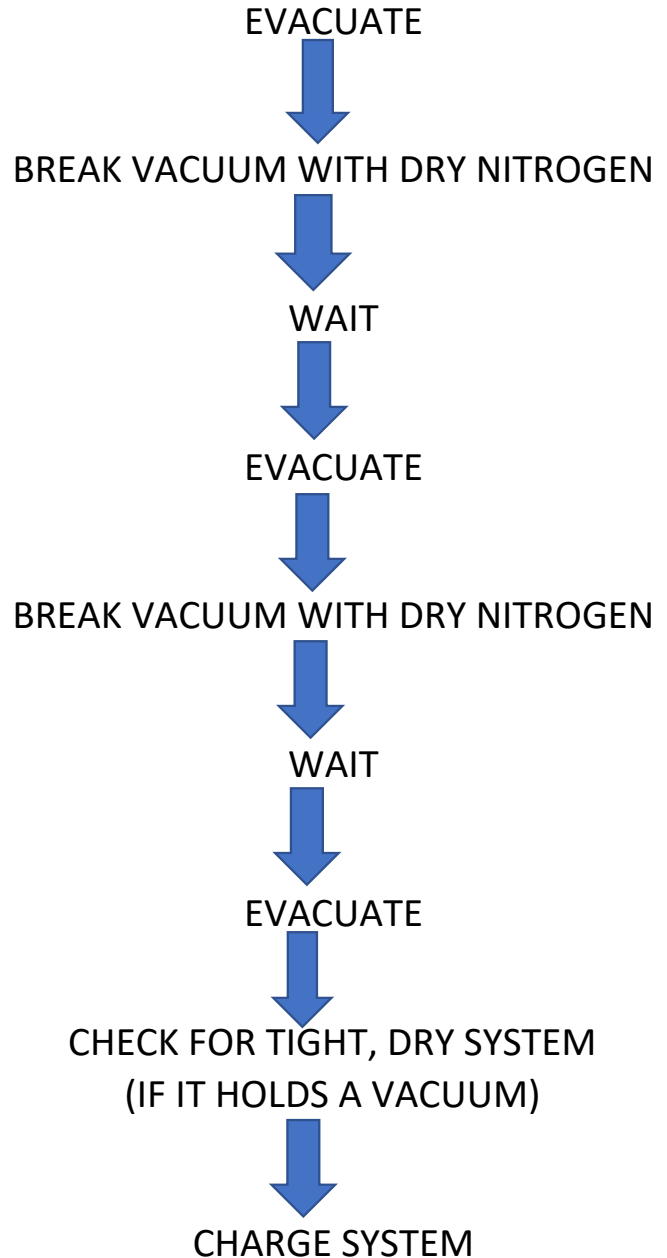 EVACUATE
BREAK VACUUM WITH DRY NITROGEN
WAIT
EVACUATE
BREAK VACUUM WITH DRY NITROGEN
WAIT
EVACUATE
CHECK FOR TIGHT, DRY SYSTEM
(IF IT HOLDS A VACUUM)
CHARGE SYSTEM